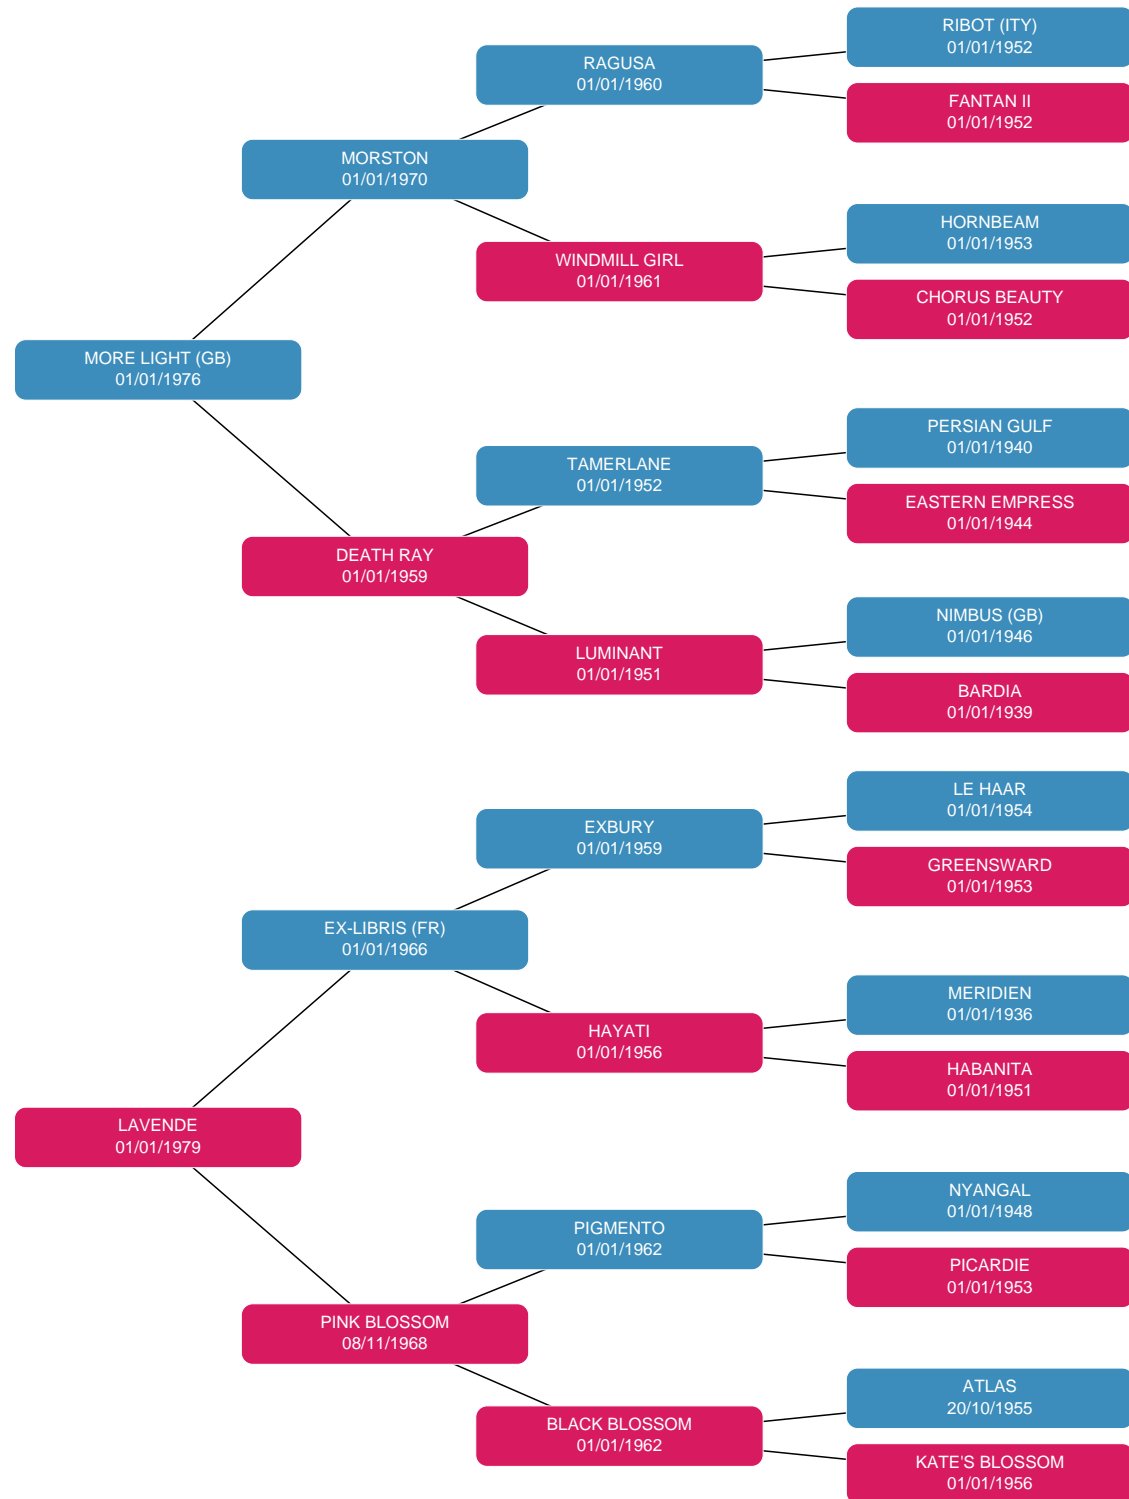 RIBOT (ITY)
01/01/1952
RAGUSA
01/01/1960
FANTAN II
01/01/1952
MORSTON
01/01/1970
HORNBEAM
01/01/1953
WINDMILL GIRL
01/01/1961
CHORUS BEAUTY
01/01/1952
MORE LIGHT (GB)
01/01/1976
PERSIAN GULF
01/01/1940
TAMERLANE
01/01/1952
EASTERN EMPRESS
01/01/1944
DEATH RAY
01/01/1959
NIMBUS (GB)
01/01/1946
LUMINANT
01/01/1951
BARDIA
01/01/1939
LE HAAR
01/01/1954
EXBURY
01/01/1959
GREENSWARD
01/01/1953
EX-LIBRIS (FR)
01/01/1966
MERIDIEN
01/01/1936
HAYATI
01/01/1956
HABANITA
01/01/1951
LAVENDE
01/01/1979
NYANGAL
01/01/1948
PIGMENTO
01/01/1962
PICARDIE
01/01/1953
PINK BLOSSOM
08/11/1968
ATLAS
20/10/1955
BLACK BLOSSOM
01/01/1962
KATE'S BLOSSOM
01/01/1956